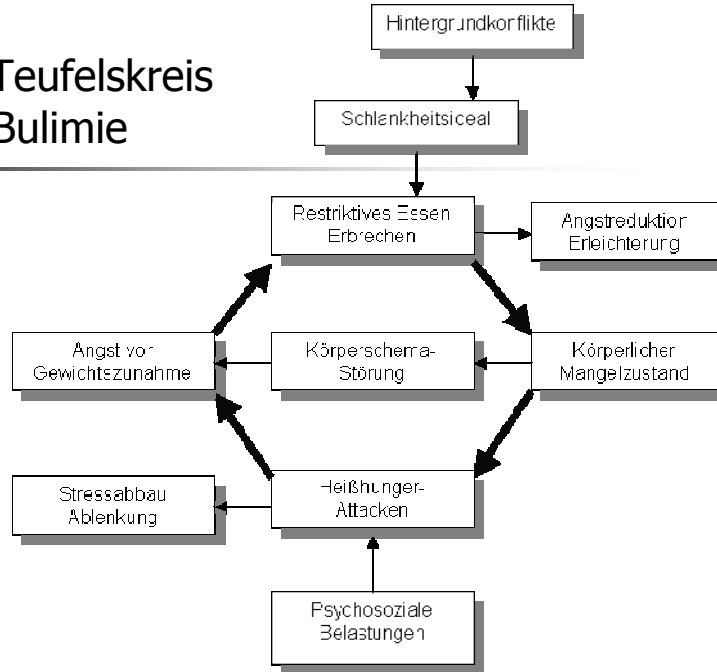 Teufelskreis
Bulimie
Hintergrundkonflikte
Schlankheitsiceal
Restriktives Essen
Erbrechen
Angstreduktion
Erleichterung
Angst vor
Gewichtszunahme
Körperschema-
Störung
Körperlicher
Mangelzustand
Stressabbau
Ablenkung
Heißhunger-
Attacken
Psychosoziale
Belastungen